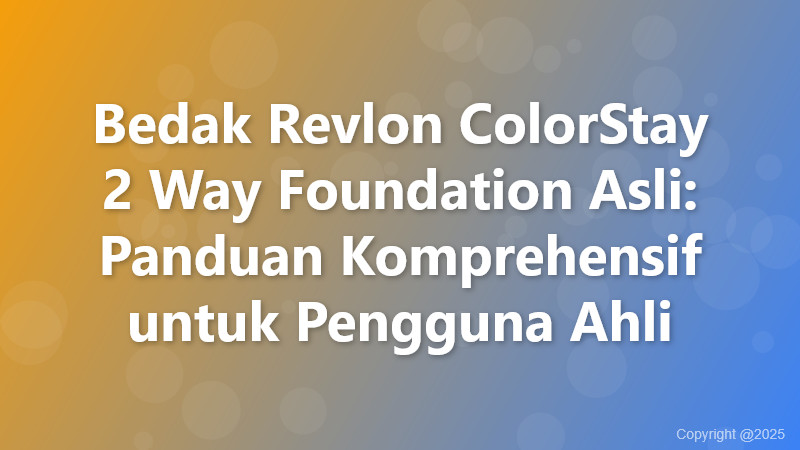 Bedak Revlon ColorStay
2 Way Foundation Asli:
Panduan Komprehensif
untuk Pengguna Ahli
Copyright @2025